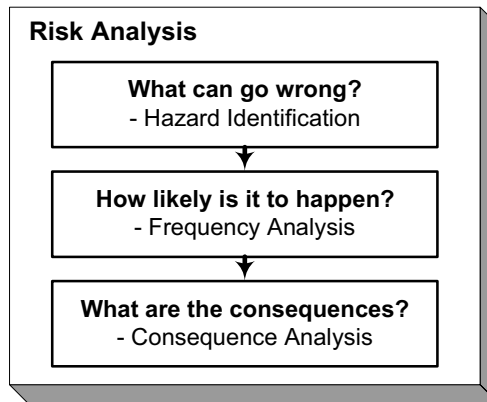 Risk Analysis
What can go wrong?
- Hazard Identification
How likely is it to happen?
- Frequency Analysis
What are the consequences?
- Consequence Analysis